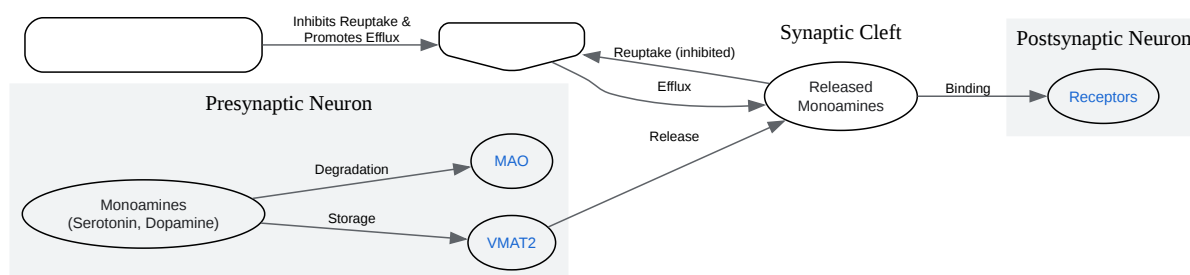 Inhibits Reuptake &
Promotes Efflux
Reuptake (inhibited)
Efflux
Synaptic Cleft
Released
Monoamines
Binding
Postsynaptic Neuron
Receptors
Presynaptic Neuron
Release
Degradation
MAO
Monoamines
(Serotonin, Dopamine)
Storage
VMAT2